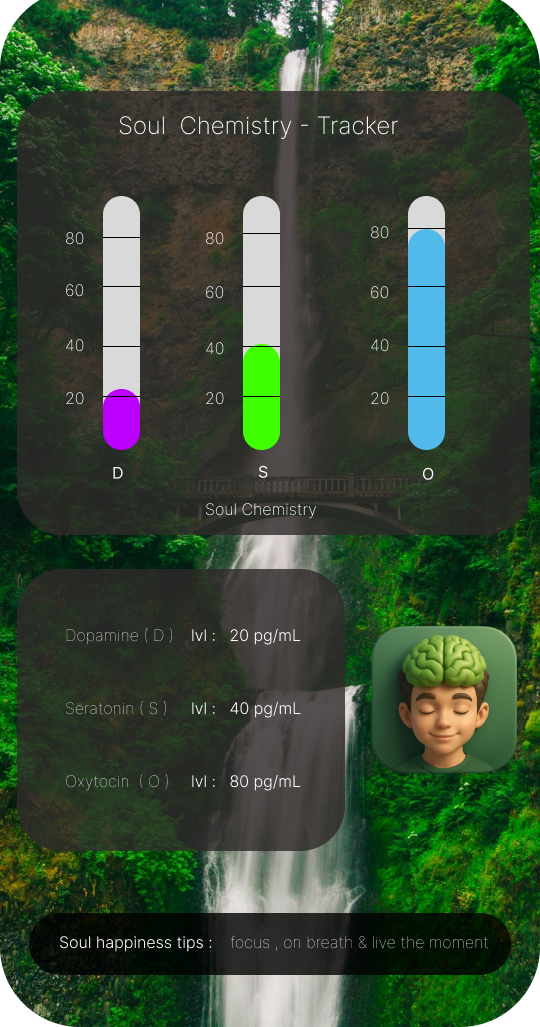 Soul Chemistry - Tracker
80 80 80
60 60 60
40 40 40
20 20 20
D S O
Soul Chemistry
Dopamine ( D ) lvl : 20 pg/mL
Seratonin ( S ) lvl : 40 pg/mL
Oxytocin ( O ) lvl : 80 pg/mL
Soul happiness tips : focus , on breath & live the moment